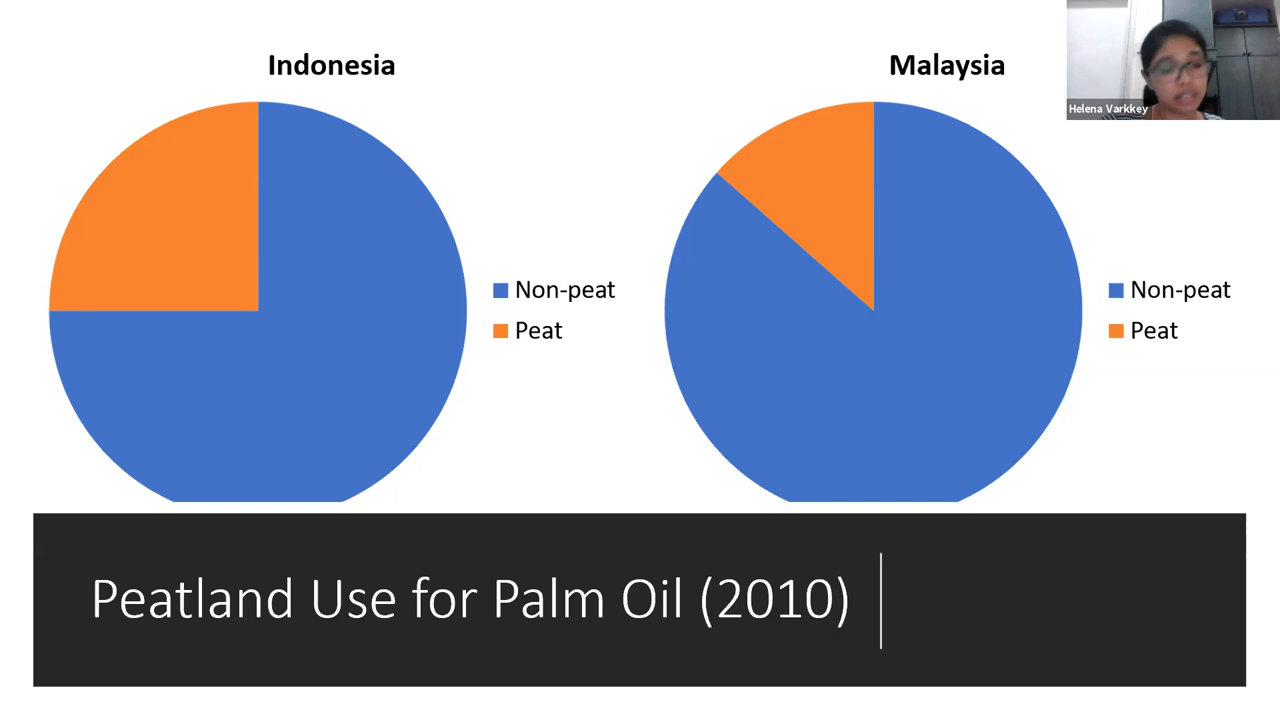 Indonesia
Non-peat
Peat
Malaysia
Non-peat
Peat
Helena Varkkey
Peatland Use for Palm Oil (2010)